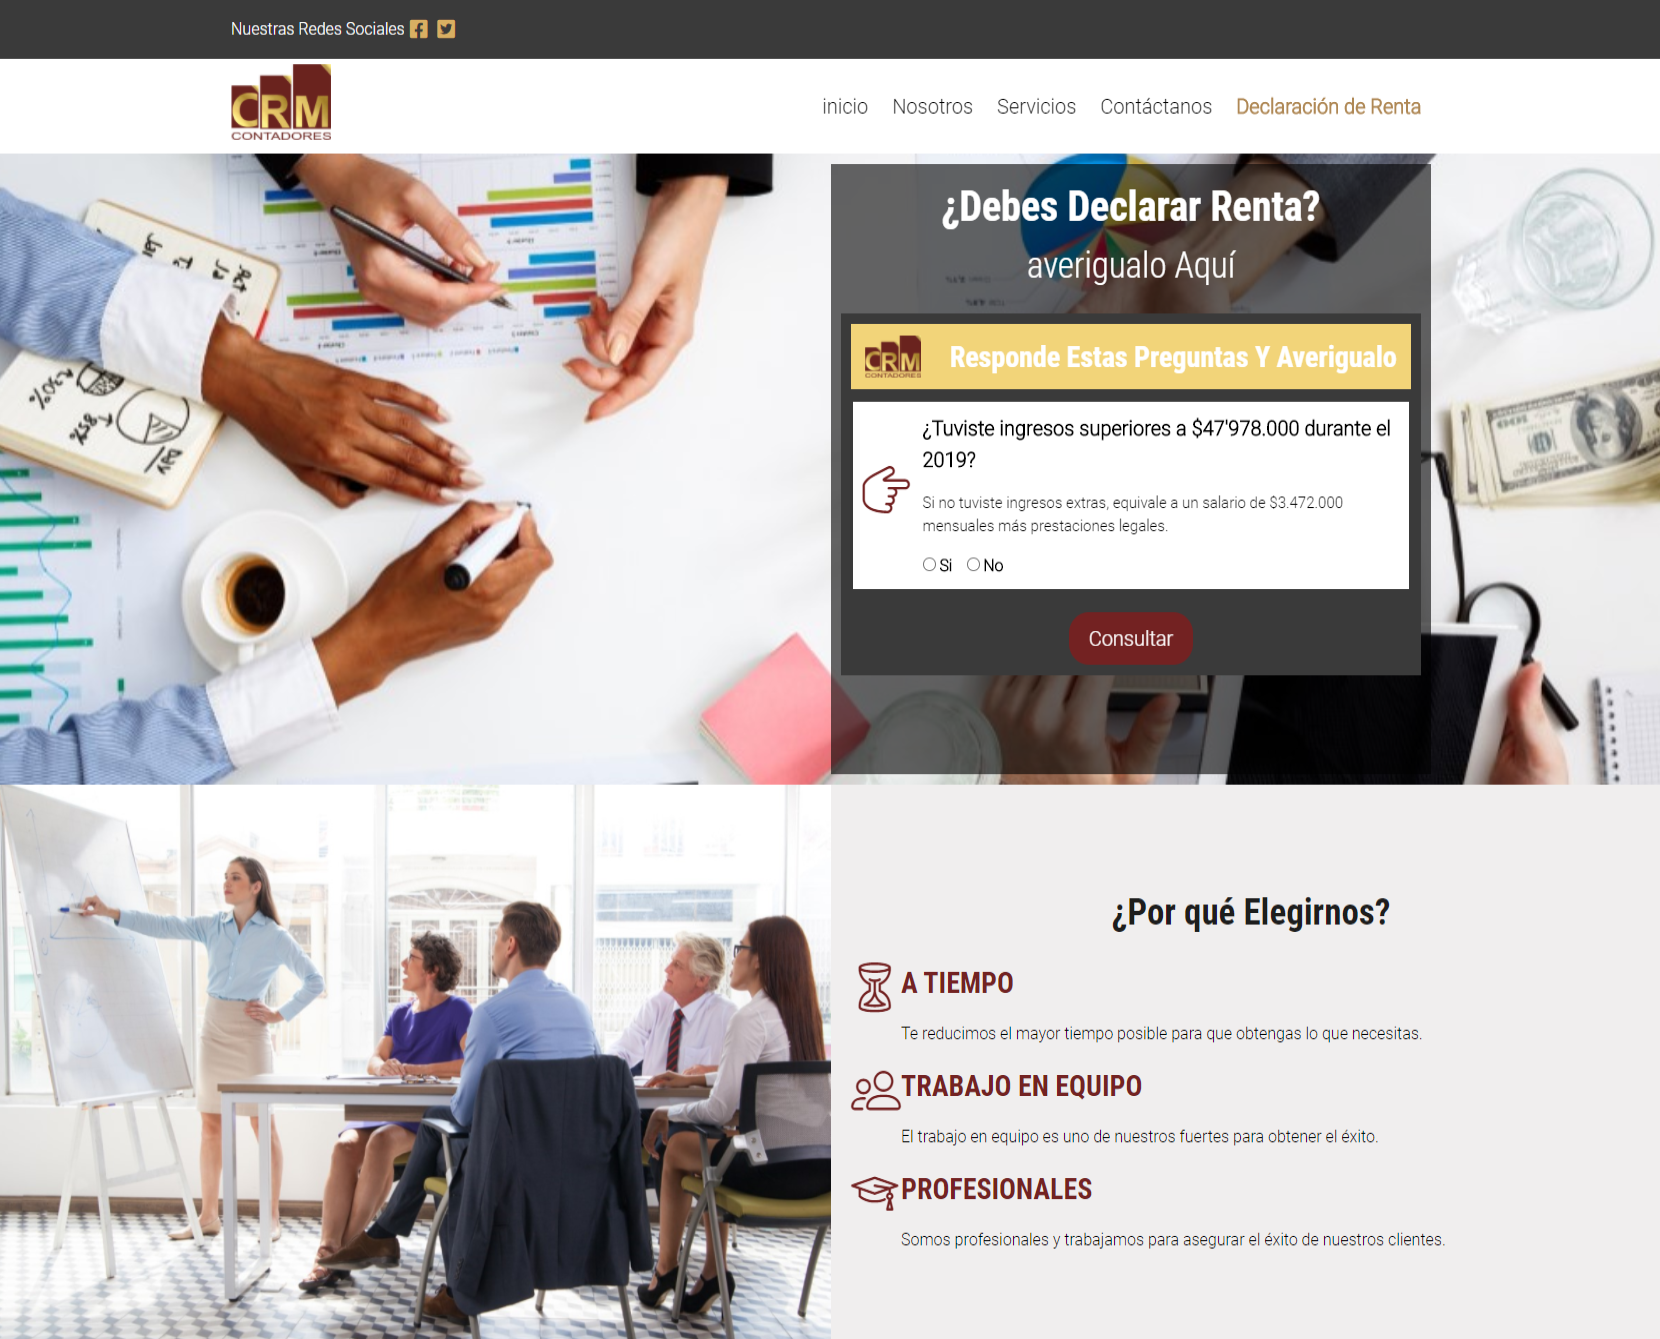 Nuestras Redes Sociales
CRM
CONTADORES
inicio Nosotros Servicios Contáctanos Declaración de Renta
¿Debes Declarar Renta?
averigualo Aquí
CRM
CONTADORES
Responde Estas Preguntas Y Averigualo
¿Tuviste ingresos superiores a $47'978.000 durante el
2019?
Si no tuviste ingresos extras, equivale a un salario de $3.472.000
mensuales más prestaciones legales.
Si No
Consultar
¿Por qué Elegirnos?
A TIEMPO
Te reducimos el mayor tiempo posible para que obtengas lo que necesitas.
TRABAJO EN EQUIPO
El trabajo en equipo es uno de nuestros fuertes para obtener el éxito.
PROFESIONALES
Somos profesionales y trabajamos para asegurar el éxito de nuestros clientes.